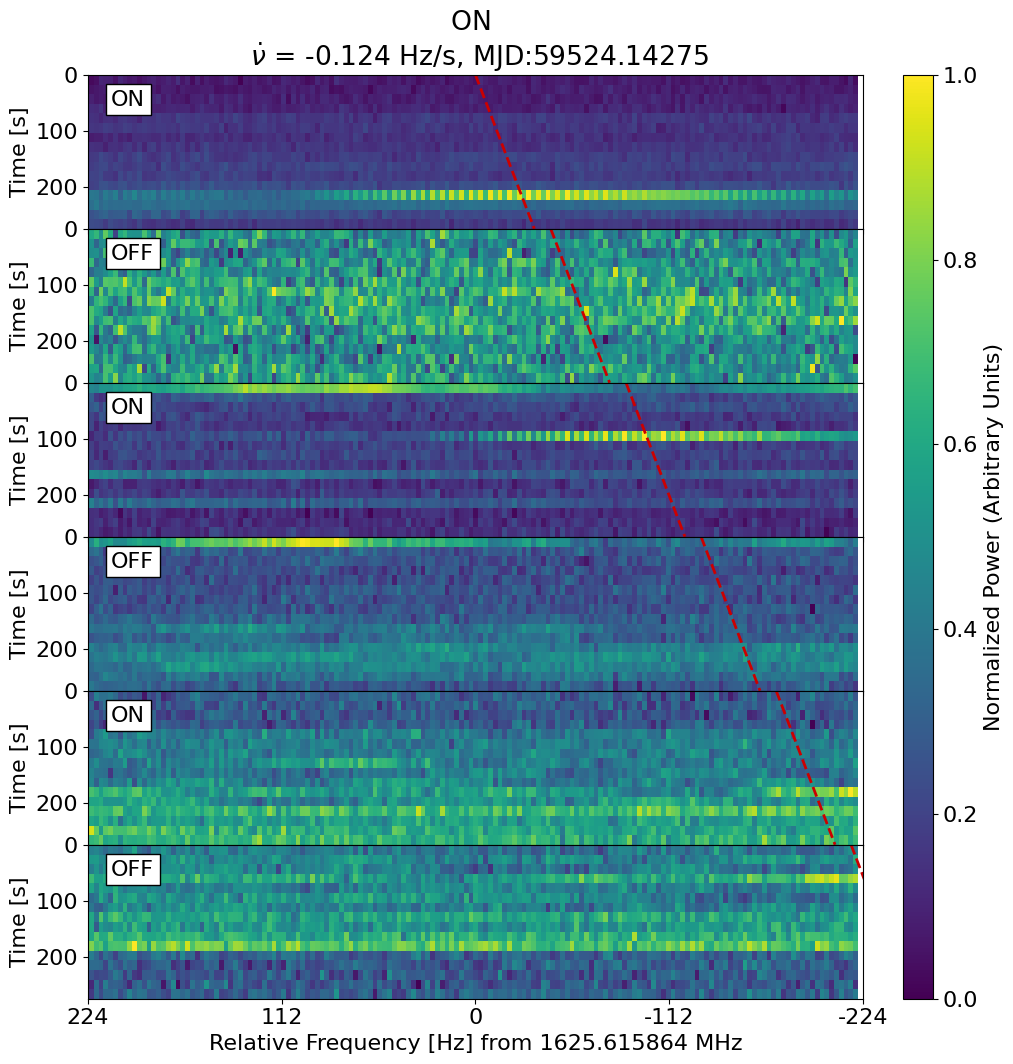 ON
ν̇ = -0.124 Hz/s, MJD:59524.14275
0
100
200
Time [s]
ON
0
100
200
Time [s]
OFF
0
100
200
Time [s]
ON
0
100
200
Time [s]
OFF
0
100
200
Time [s]
ON
0
100
200
Time [s]
OFF
224
112
0
-112
-224
Relative Frequency [Hz] from 1625.615864 MHz
1.0
0.8
0.6
0.4
0.2
0.0
Normalized Power (Arbitrary Units)